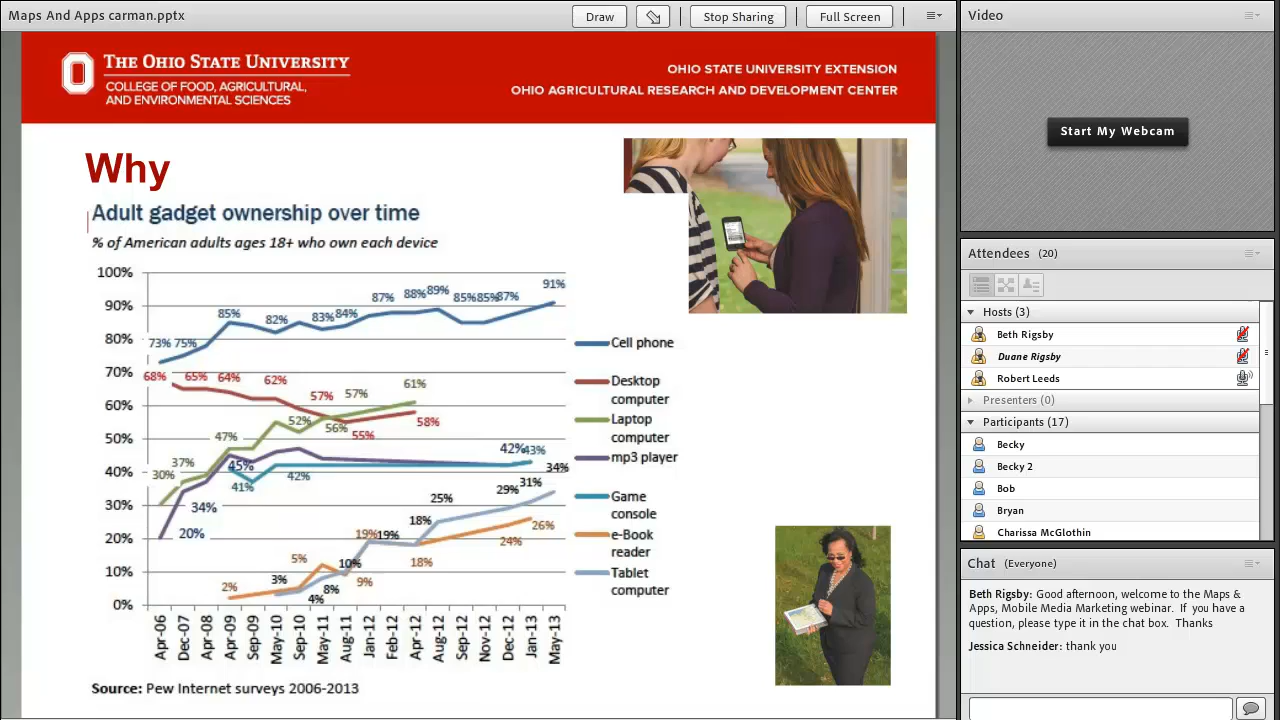 Maps And Apps carman.pptx
Draw
Stop Sharing
Full Screen
THE OHIO STATE UNIVERSITY
COLLEGE OF FOOD, AGRICULTURAL,
AND ENVIRONMENTAL SCIENCES
OHIO STATE UNIVERSITY EXTENSION
OHIO AGRICULTURAL RESEARCH AND DEVELOPMENT CENTER
Why
Adult gadget ownership over time
% of American adults ages 18+ who own each device
100%
90%
80%
70%
60%
50%
40%
30%
20%
10%
0%
73% 75% 85% 82% 83% 84% 87% 88% 89% 85% 85% 87% 91%
68% 65% 64% 62% 57% 55% 58%
30% 37% 47% 52% 56% 57% 61%
20% 34% 45%
41% 42% 42% 43%
2% 5% 9% 19% 18% 24% 26%
3% 4% 8% 10% 19% 18% 25% 29% 31% 34%
Apr-06
Dec-07
Apr-08
Apr-09
Sep-09
May-10
Sep-10
May-11
Aug-11
Jan-12
Feb-12
Apr-12
Aug-12
Sep-12
Nov-12
Dec-12
Jan-13
May-13
Cell phone
Desktop
computer
Laptop
computer
mp3 player
Game
console
e-Book
reader
Tablet
computer
Source: Pew Internet surveys 2006-2013
Video
Start My Webcam
Attendees (20)
Hosts (3)
Beth Rigsby
Duane Rigsby
Robert Leeds
Presenters (0)
Participants (17)
Becky
Becky 2
Bob
Bryan
Charissa McGlothin
Chat (Everyone)
Beth Rigsby: Good afternoon, welcome to the Maps &
Apps, Mobile Media Marketing webinar. If you have a
question, please type it in the chat box. Thanks
Jessica Schneider: thank you